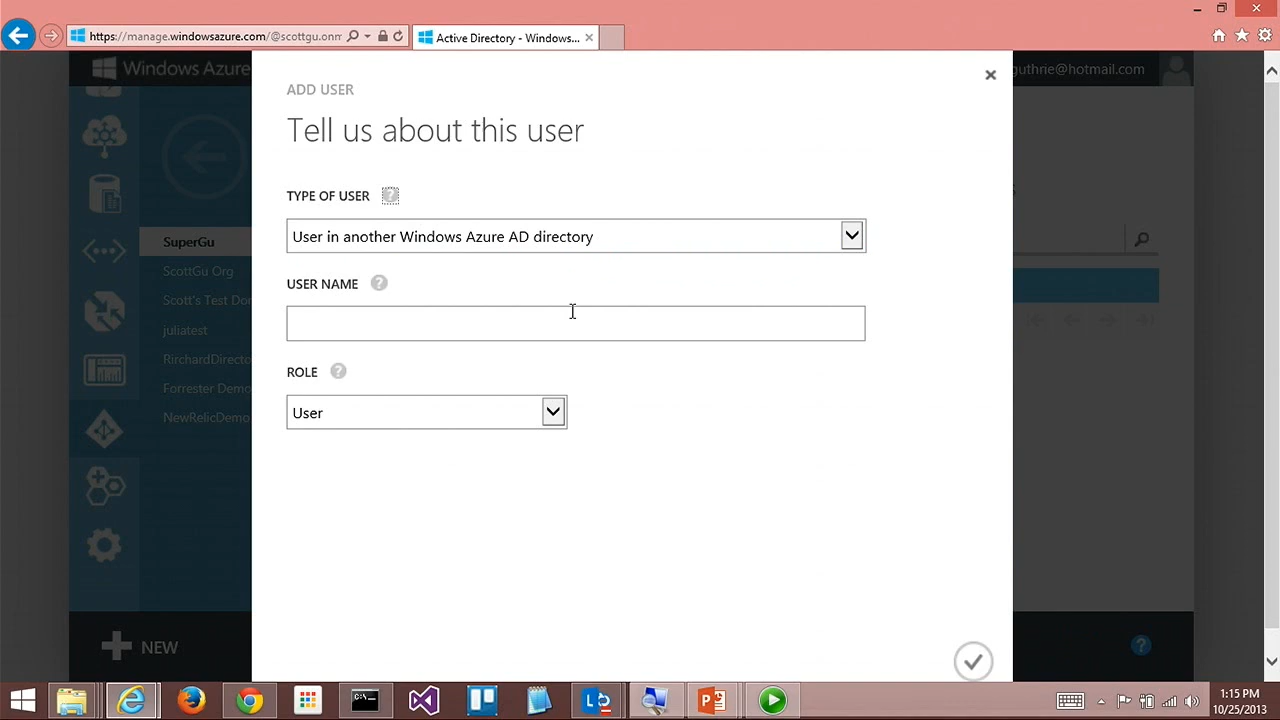 https://manage.windowsazure.com/@scottgu.onm
Active Directory - Windows...
Windows Azure
guthrie@hotmail.com
ADD USER
Tell us about this user
TYPE OF USER ?
User in another Windows Azure AD directory
USER NAME ?
ROLE ?
User
SuperGu
ScottGu Org
Scott's Test Dor
juliatest
RirchardDirecto
Forrester Demo
NewRelicDemo
NEW
?
C:\
1:15 PM
10/25/2013